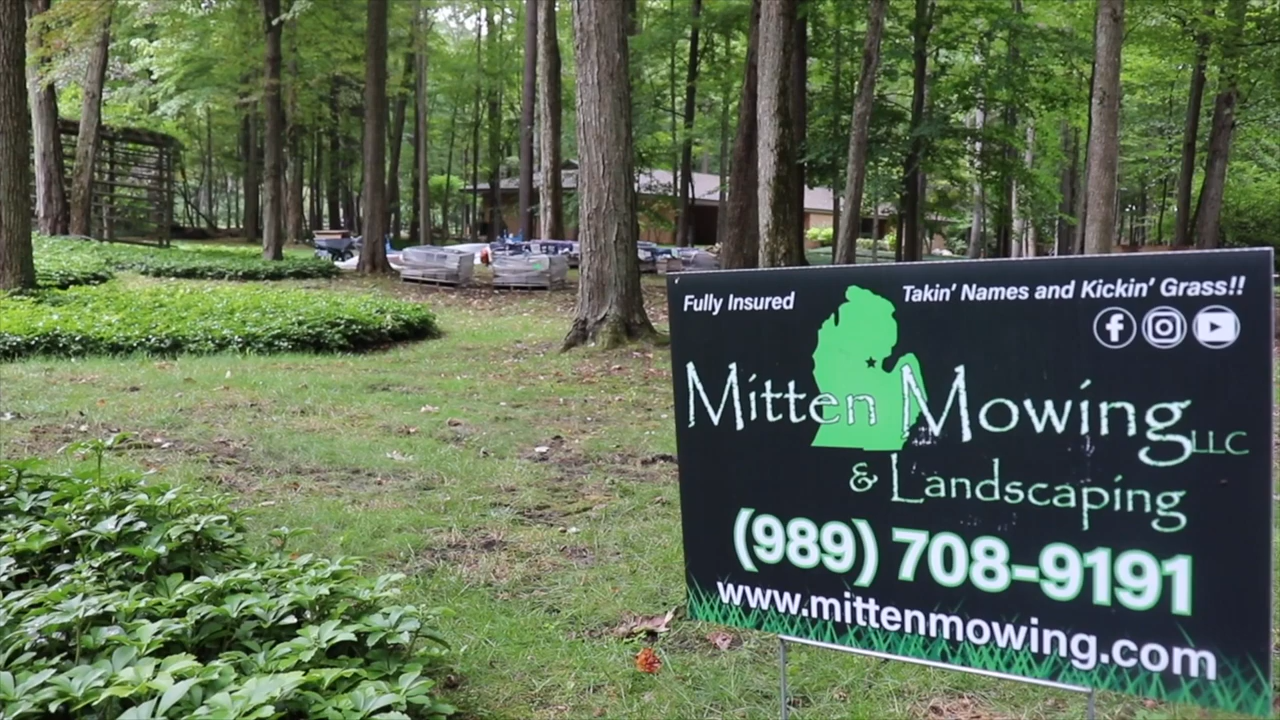 Fully Insured
Takin' Names and Kickin' Grass!!
Mitten Mowing LLC
& Landscaping
(989) 708-9191
www.mittenmowing.com